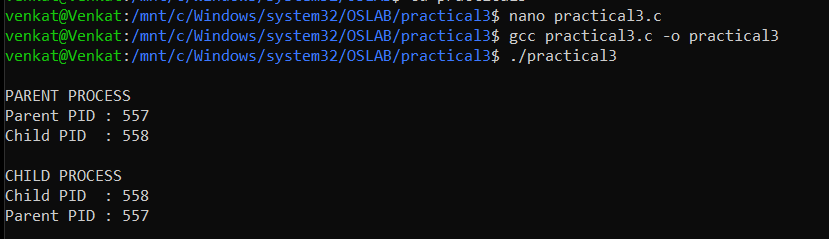 venkat@Venkat:/mnt/c/Windows/system32/OSLAB/practical3$ nano practical3.c
venkat@Venkat:/mnt/c/Windows/system32/OSLAB/practical3$ gcc practical3.c -o practical3
venkat@Venkat:/mnt/c/Windows/system32/OSLAB/practical3$ ./practical3
PARENT PROCESS
Parent PID : 557
Child PID  : 558
CHILD PROCESS
Child PID  : 558
Parent PID : 557